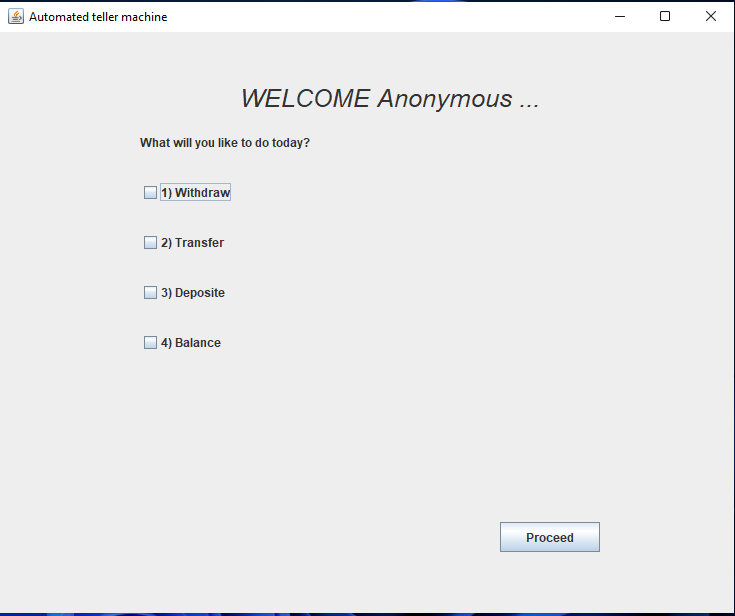 Automated teller machine
WELCOME Anonymous ...
What will you like to do today?
1) Withdraw
2) Transfer
3) Deposite
4) Balance
Proceed